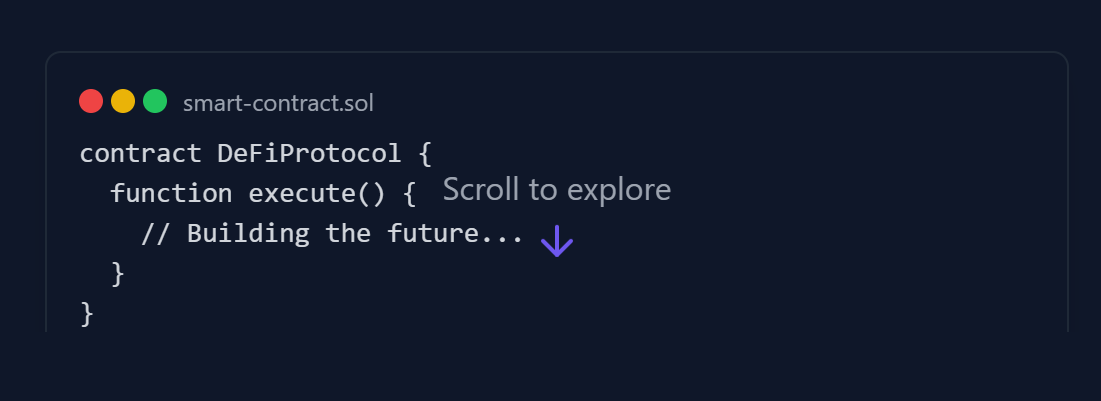 smart-contract.sol
contract DeFiProtocol {
  function execute() {
Scroll to explore
    // Building the future...
  }
}